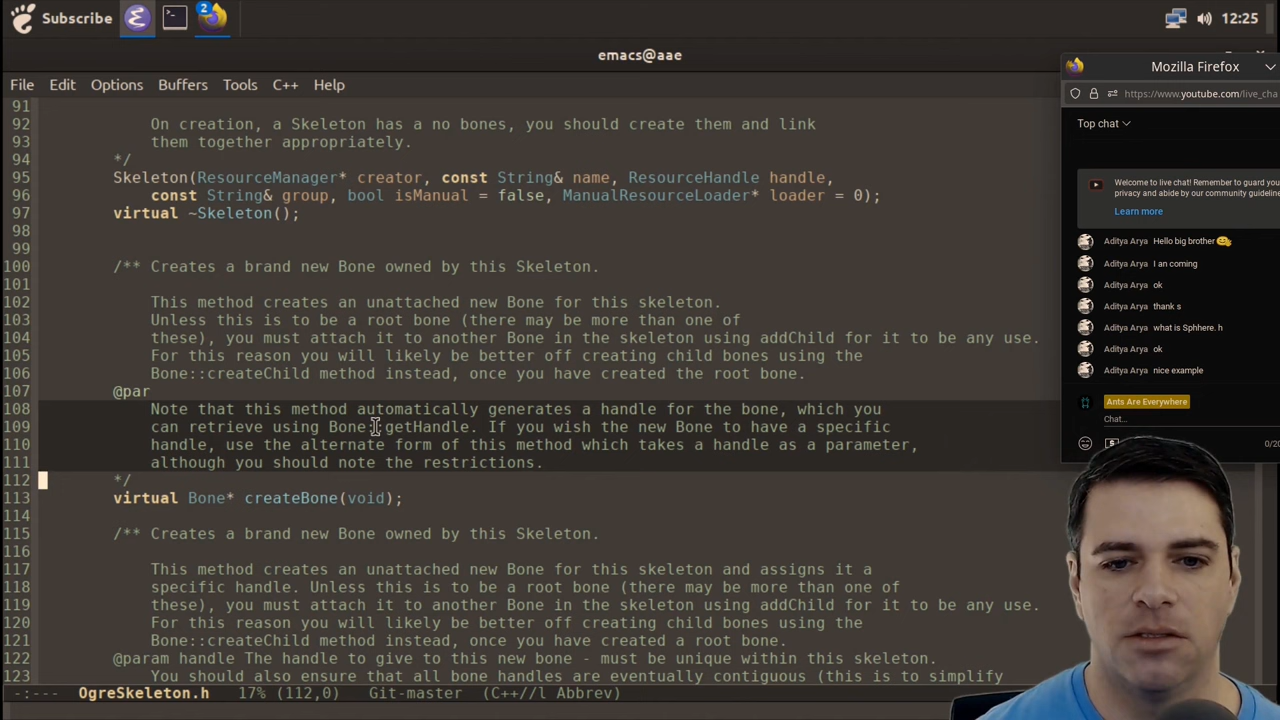 Subscribe
2
12:25
emacs@aae
File Edit Options Buffers Tools C++ Help
91
92 On creation, a Skeleton has a no bones, you should create them and link
93 them together appropriately.
94 */
95 Skeleton(ResourceManager* creator, const String& name, ResourceHandle handle,
96 const String& group, bool isManual = false, ManualResourceLoader* loader = 0);
97 virtual ~Skeleton();
98
99
100 /** Creates a brand new Bone owned by this Skeleton.
101
102 This method creates an unattached new Bone for this skeleton.
103 Unless this is to be a root bone (there may be more than one of
104 these), you must attach it to another Bone in the skeleton using addChild for it to be any use.
105 For this reason you will likely be better off creating child bones using the
106 Bone::createChild method instead, once you have created the root bone.
107 @par
108 Note that this method automatically generates a handle for the bone, which you
109 can retrieve using Bone::getHandle. If you wish the new Bone to have a specific
110 handle, use the alternate form of this method which takes a handle as a parameter,
111 although you should note the restrictions.
112 */
113 virtual Bone* createBone(void);
114
115 /** Creates a brand new Bone owned by this Skeleton.
116
117 This method creates an unattached new Bone for this skeleton and assigns it a
118 specific handle. Unless this is to be a root bone (there may be more than one of
119 these), you must attach it to another Bone in the skeleton using addChild for it to be any use.
120 For this reason you will likely be better off creating child bones using the
121 Bone::createChild method instead, once you have created a root bone.
122 @param handle The handle to give to this new bone - must be unique within this skeleton.
123 You should also ensure that all bone handles are eventually contiguous (this is to simplify
-:--- OgreSkeleton.h 17% (112,0) Git-master (C++//l Abbrev)
Mozilla Firefox
https://www.youtube.com/live_cha
Top chat
Welcome to live chat! Remember to guard you
privacy and abide by our community guideline
Learn more
Aditya Arya Hello big brother
Aditya Arya I an coming
Aditya Arya ok
Aditya Arya thank s
Aditya Arya what is Sphhere. h
Aditya Arya ok
Aditya Arya nice example
Ants Are Everywhere
Chat...
0/20